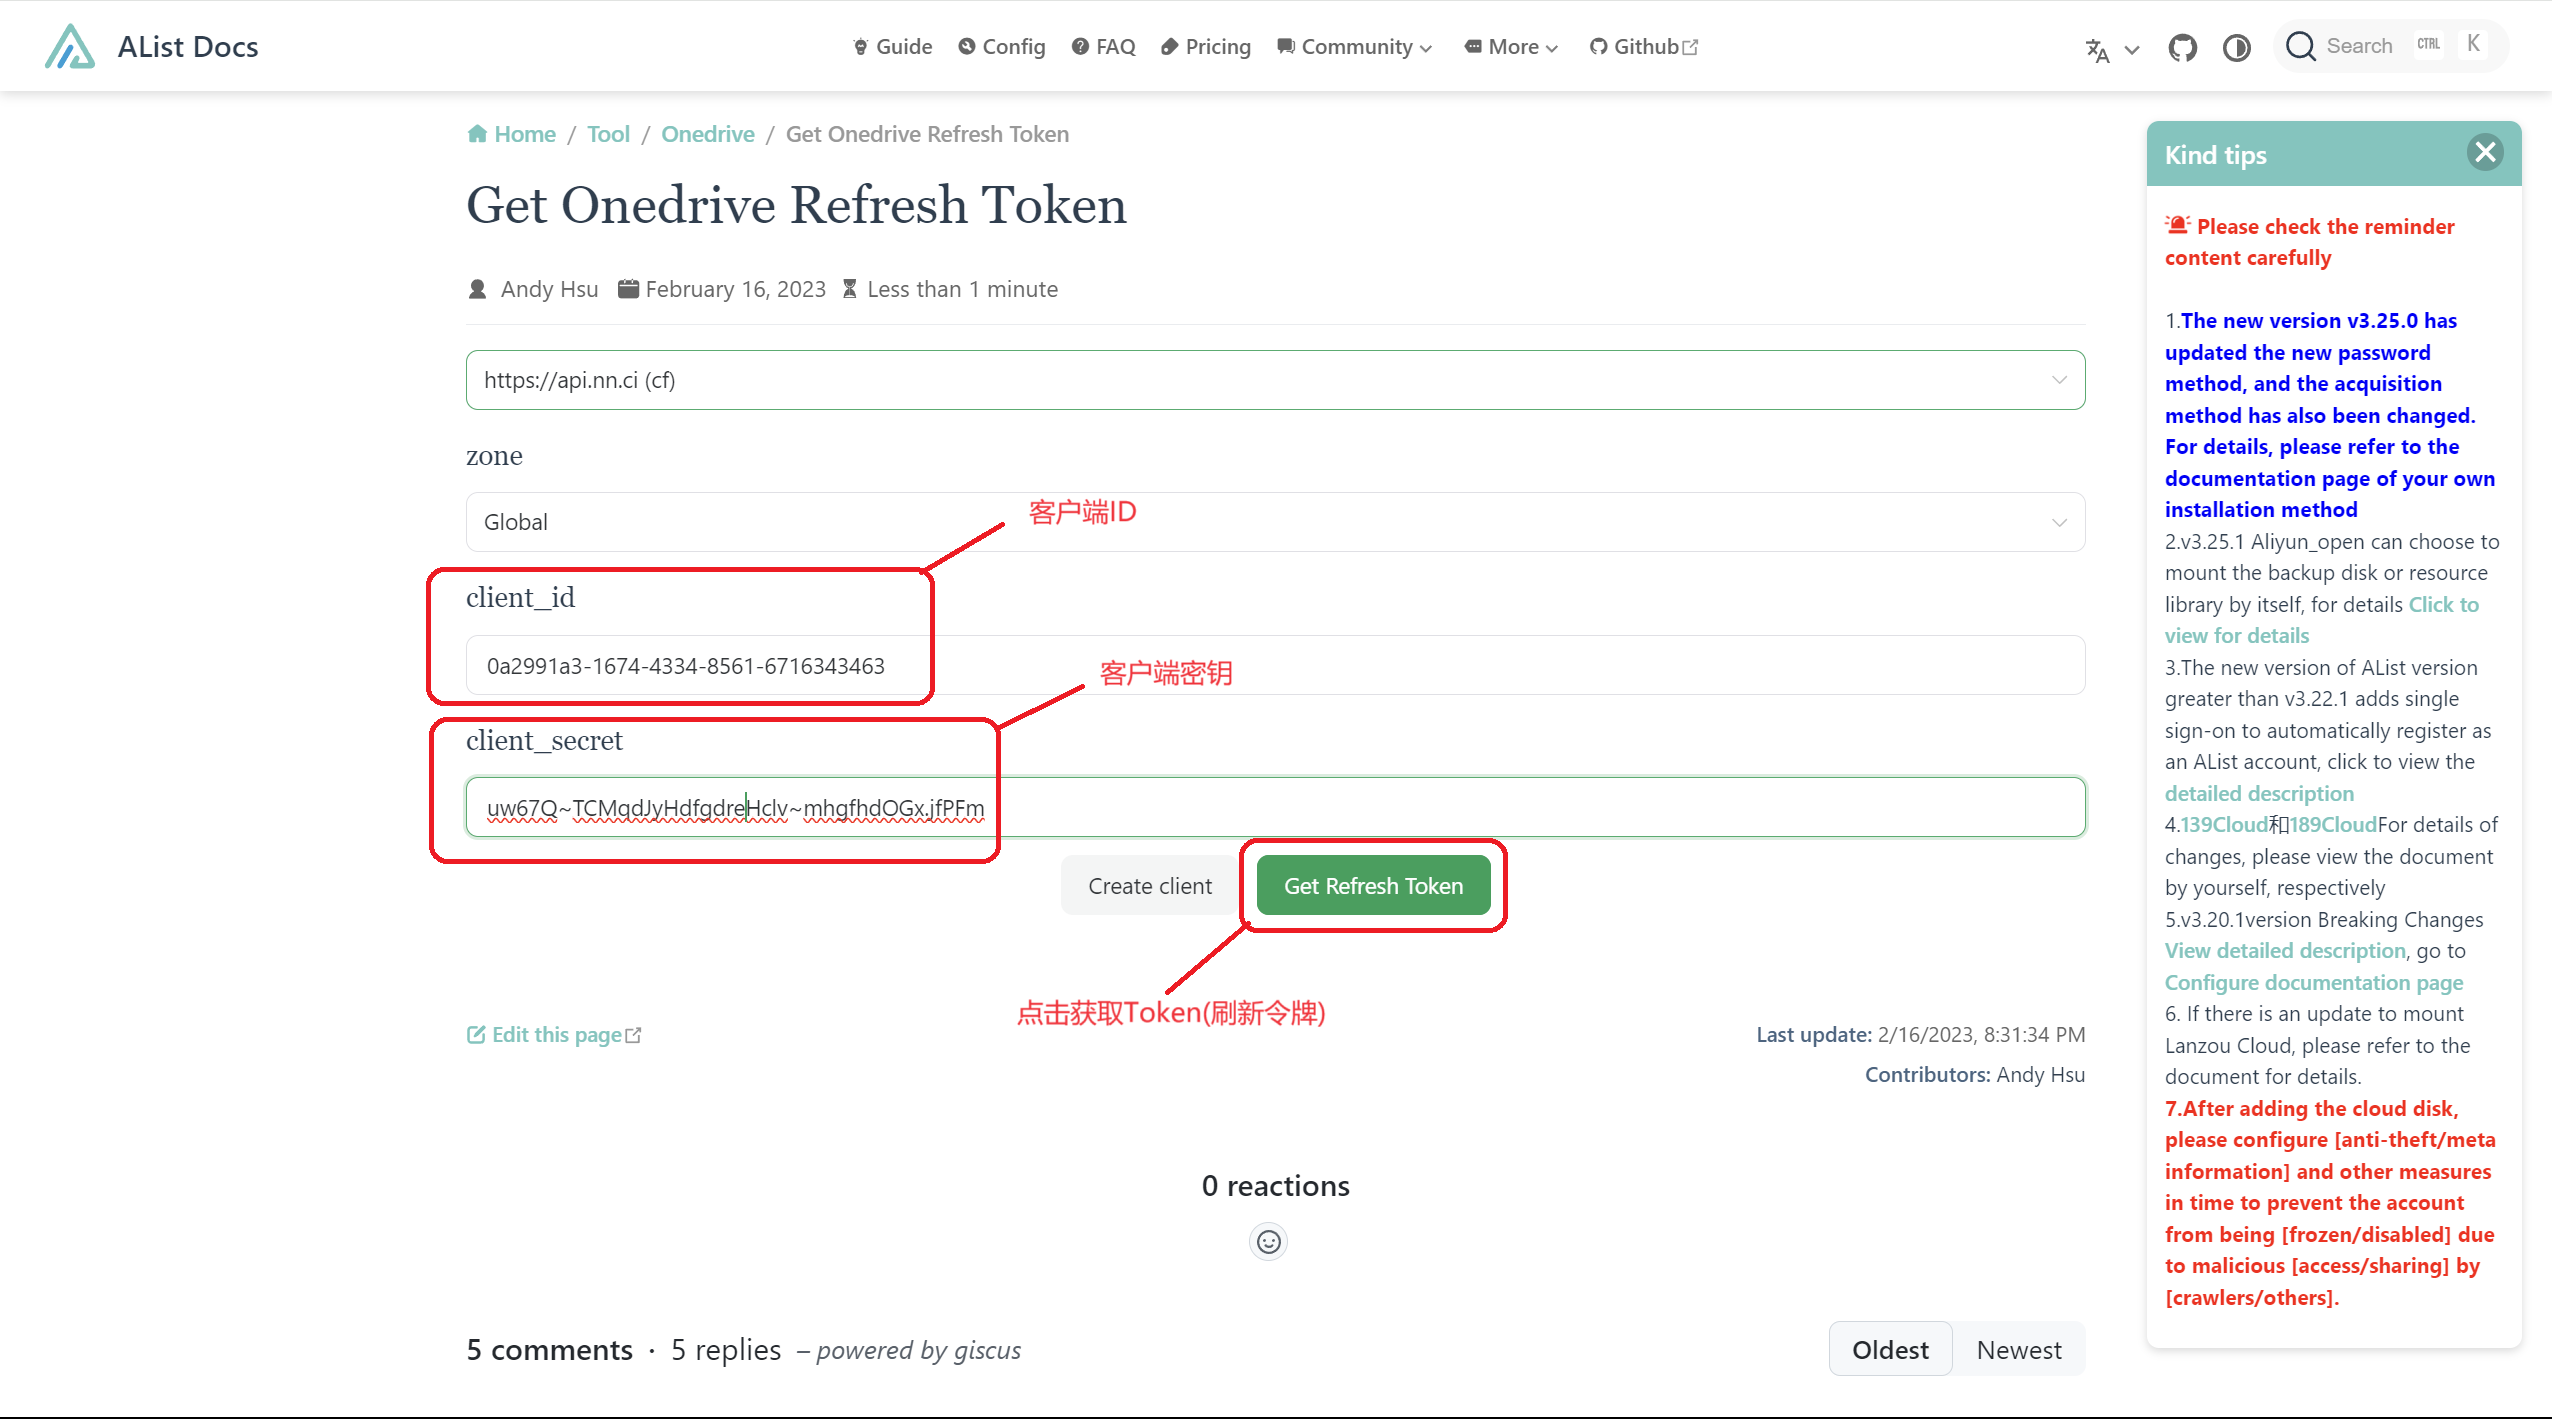 AList Docs
Guide
Config
FAQ
Pricing
Community
More
Github
Search
CTRL
K
Home / Tool / Onedrive / Get Onedrive Refresh Token
Get Onedrive Refresh Token
Andy Hsu February 16, 2023 Less than 1 minute
https://api.nn.ci (cf)
zone
Global
客户端ID
client_id
0a2991a3-1674-4334-8561-6716343463
客户端密钥
client_secret
uw67Q~TCMqdJyHdfgdreHclv~mhgfhdOGx.jfPFm
Create client
Get Refresh Token
点击获取Token(刷新令牌)
Edit this page
Last update: 2/16/2023, 8:31:34 PM
Contributors: Andy Hsu
0 reactions
5 comments · 5 replies – powered by giscus
Oldest
Newest
Kind tips
Please check the reminder
content carefully
1.The new version v3.25.0 has
updated the new password
method, and the acquisition
method has also been changed.
For details, please refer to the
documentation page of your own
installation method
2.v3.25.1 Aliyun_open can choose to
mount the backup disk or resource
library by itself, for details Click to
view for details
3.The new version of AList version
greater than v3.22.1 adds single
sign-on to automatically register as
an AList account, click to view the
detailed description
4.139Cloud和189CloudFor details of
changes, please view the document
by yourself, respectively
5.v3.20.1version Breaking Changes
View detailed description, go to
Configure documentation page
6. If there is an update to mount
Lanzou Cloud, please refer to the
document for details.
7.After adding the cloud disk,
please configure [anti-theft/meta
information] and other measures
in time to prevent the account
from being [frozen/disabled] due
to malicious [access/sharing] by
[crawlers/others].